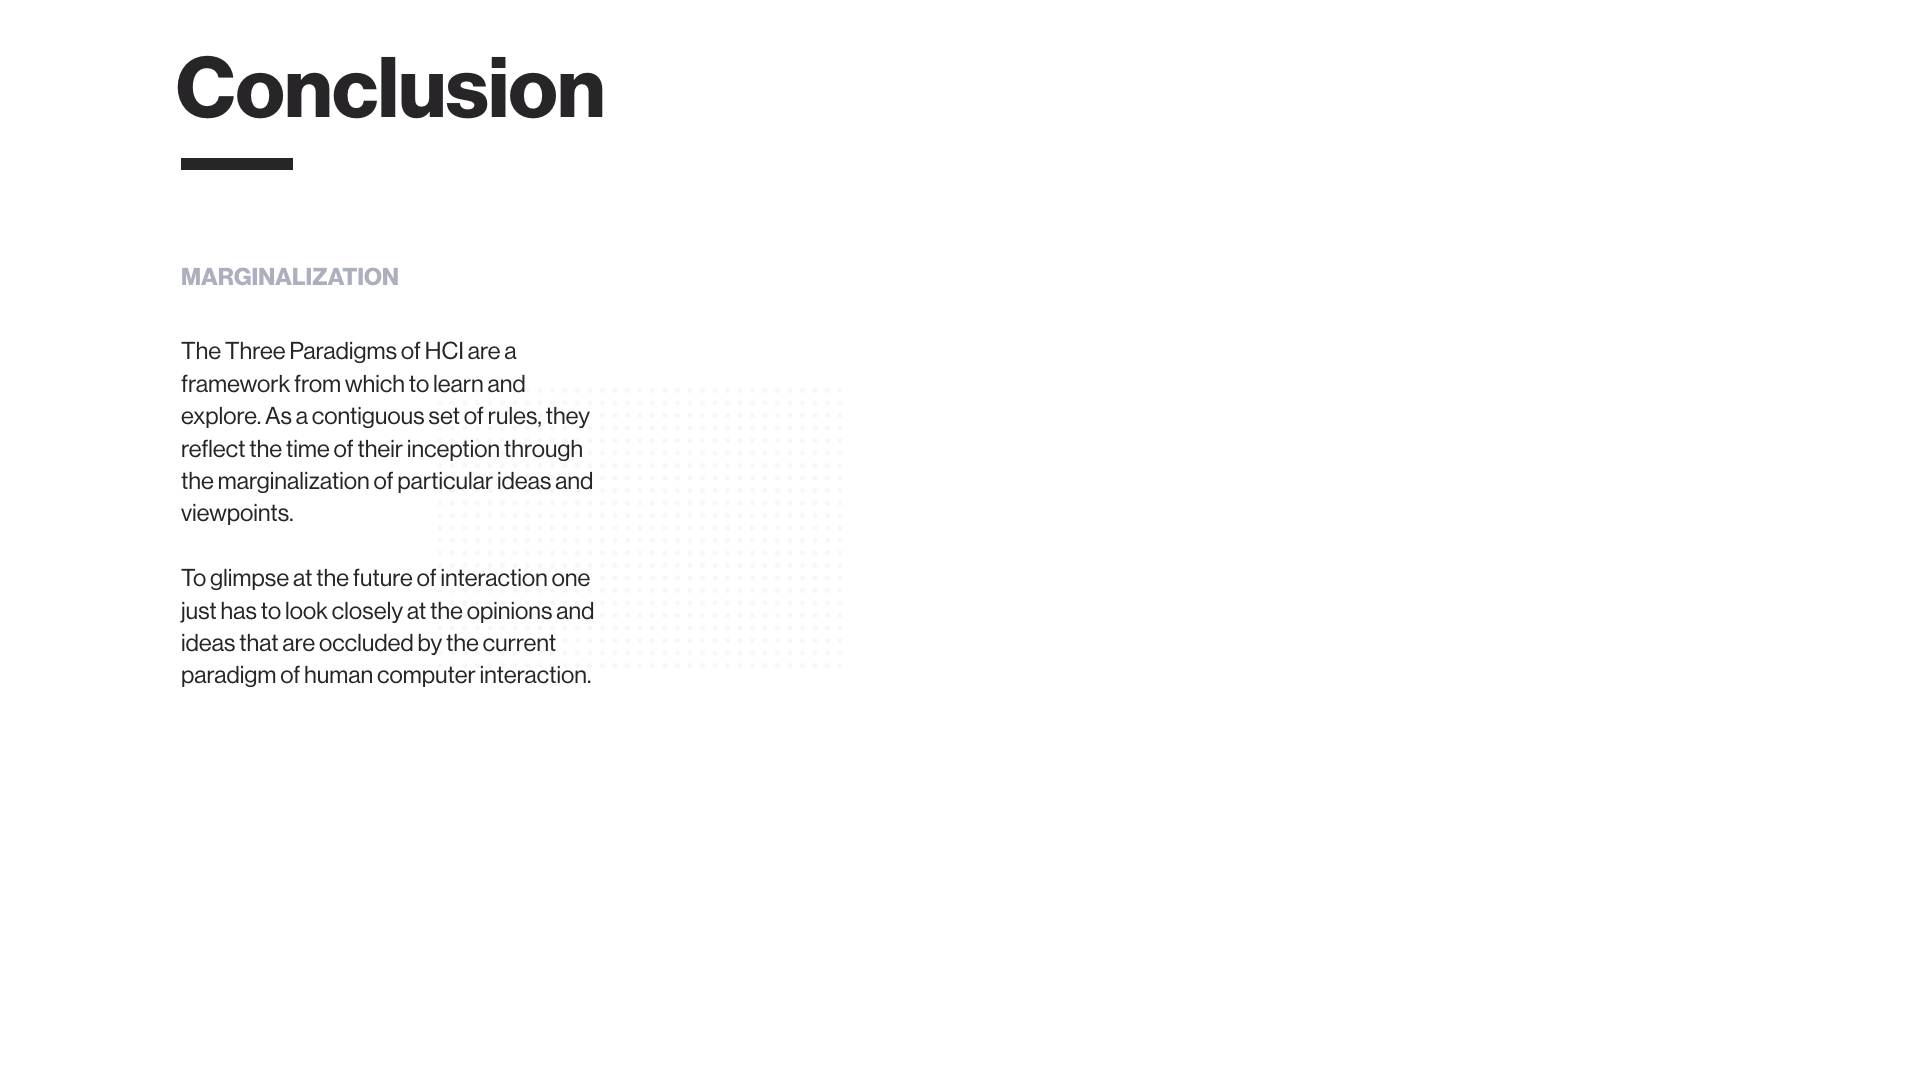 Conclusion
MARGINALIZATION
The Three Paradigms of HCI are a
framework from which to learn and
explore. As a contiguous set of rules, they
reflect the time of their inception through
the marginalization of particular ideas and
viewpoints.
To glimpse at the future of interaction one
just has to look closely at the opinions and
ideas that are occluded by the current
paradigm of human computer interaction.